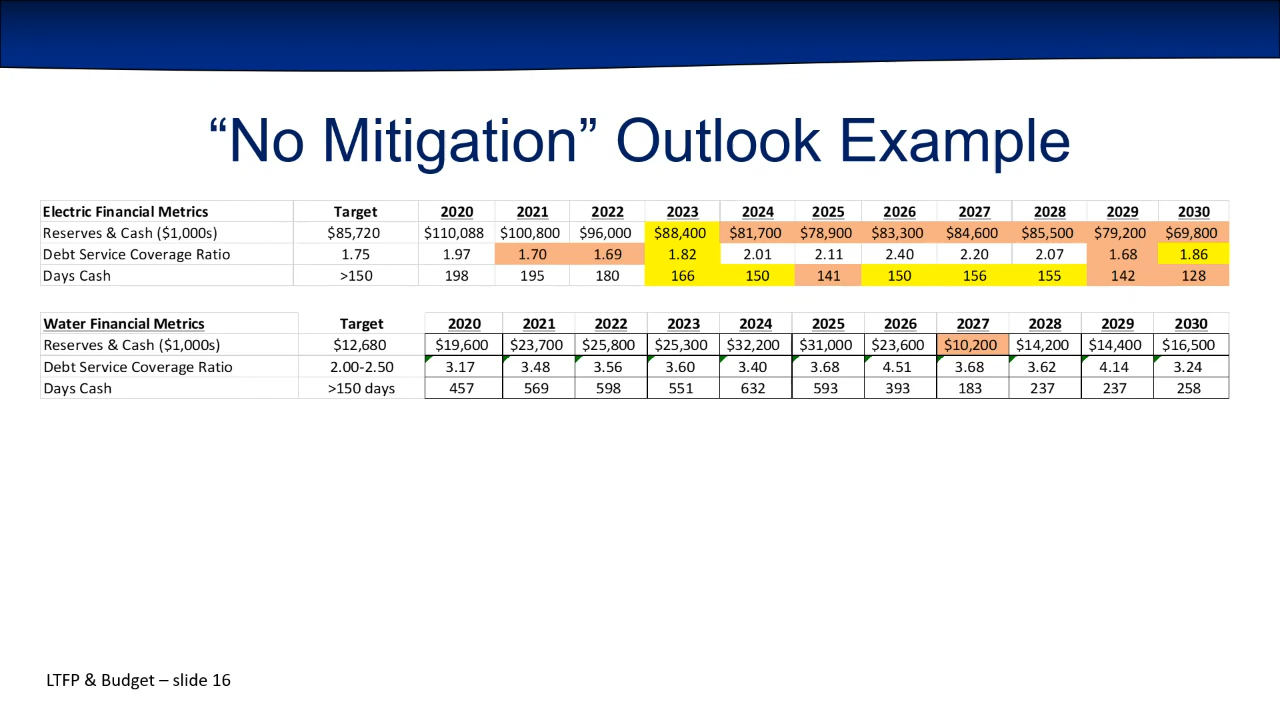 “No Mitigation” Outlook Example
Electric Financial Metrics Target 2020 2021 2022 2023 2024 2025 2026 2027 2028 2029 2030
Reserves & Cash ($1,000s) $85,720 $110,088 $100,800 $96,000 $88,400 $81,700 $78,900 $83,300 $84,600 $85,500 $79,200 $69,800
Debt Service Coverage Ratio 1.75 1.97 1.70 1.69 1.82 2.01 2.11 2.40 2.20 2.07 1.68 1.86
Days Cash >150 198 195 180 166 150 141 150 156 155 142 128
Water Financial Metrics Target 2020 2021 2022 2023 2024 2025 2026 2027 2028 2029 2030
Reserves & Cash ($1,000s) $12,680 $19,600 $23,700 $25,800 $25,300 $32,200 $31,000 $23,600 $10,200 $14,200 $14,400 $16,500
Debt Service Coverage Ratio 2.00-2.50 3.17 3.48 3.56 3.60 3.40 3.68 4.51 3.68 3.62 4.14 3.24
Days Cash >150 days 457 569 598 551 632 593 393 183 237 237 258
LTFP & Budget – slide 16